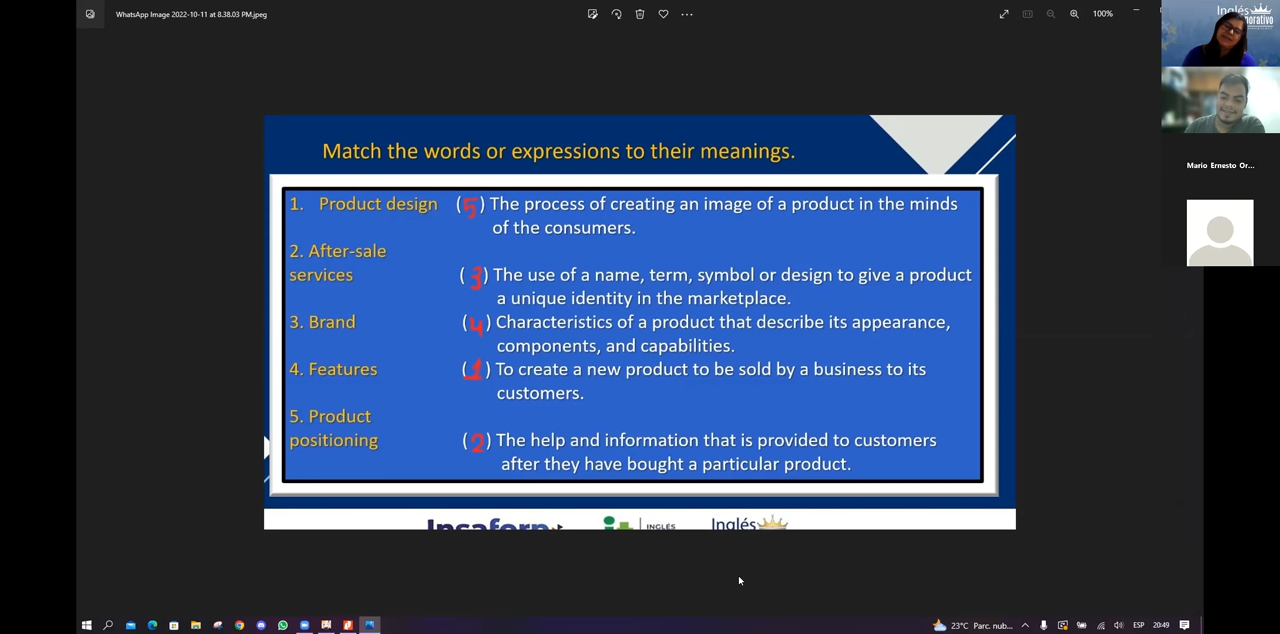 WhatsApp Image 2022-10-11 at 8.38.03 PM.jpeg
100%
Inglés
orativo
Mario Ernesto Or...
Match the words or expressions to their meanings.
1. Product design (5) The process of creating an image of a product in the minds
of the consumers.
2. After-sale
services (3) The use of a name, term, symbol or design to give a product
a unique identity in the marketplace.
3. Brand (4) Characteristics of a product that describe its appearance,
components, and capabilities.
4. Features (1) To create a new product to be sold by a business to its
customers.
5. Product
positioning (2) The help and information that is provided to customers
after they have bought a particular product.
Insaforp
INGLÉS
Inglés
23°C Parc. nub... ESP 20:49